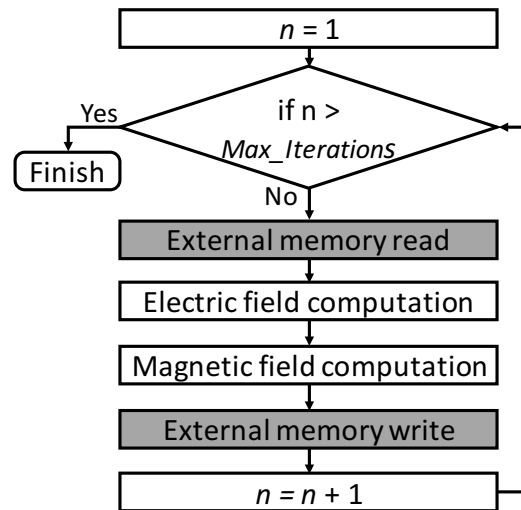 n = 1
Yes
if n >
Max_Iterations
Finish
No
External memory read
Electric field computation
Magnetic field computation
External memory write
n = n + 1